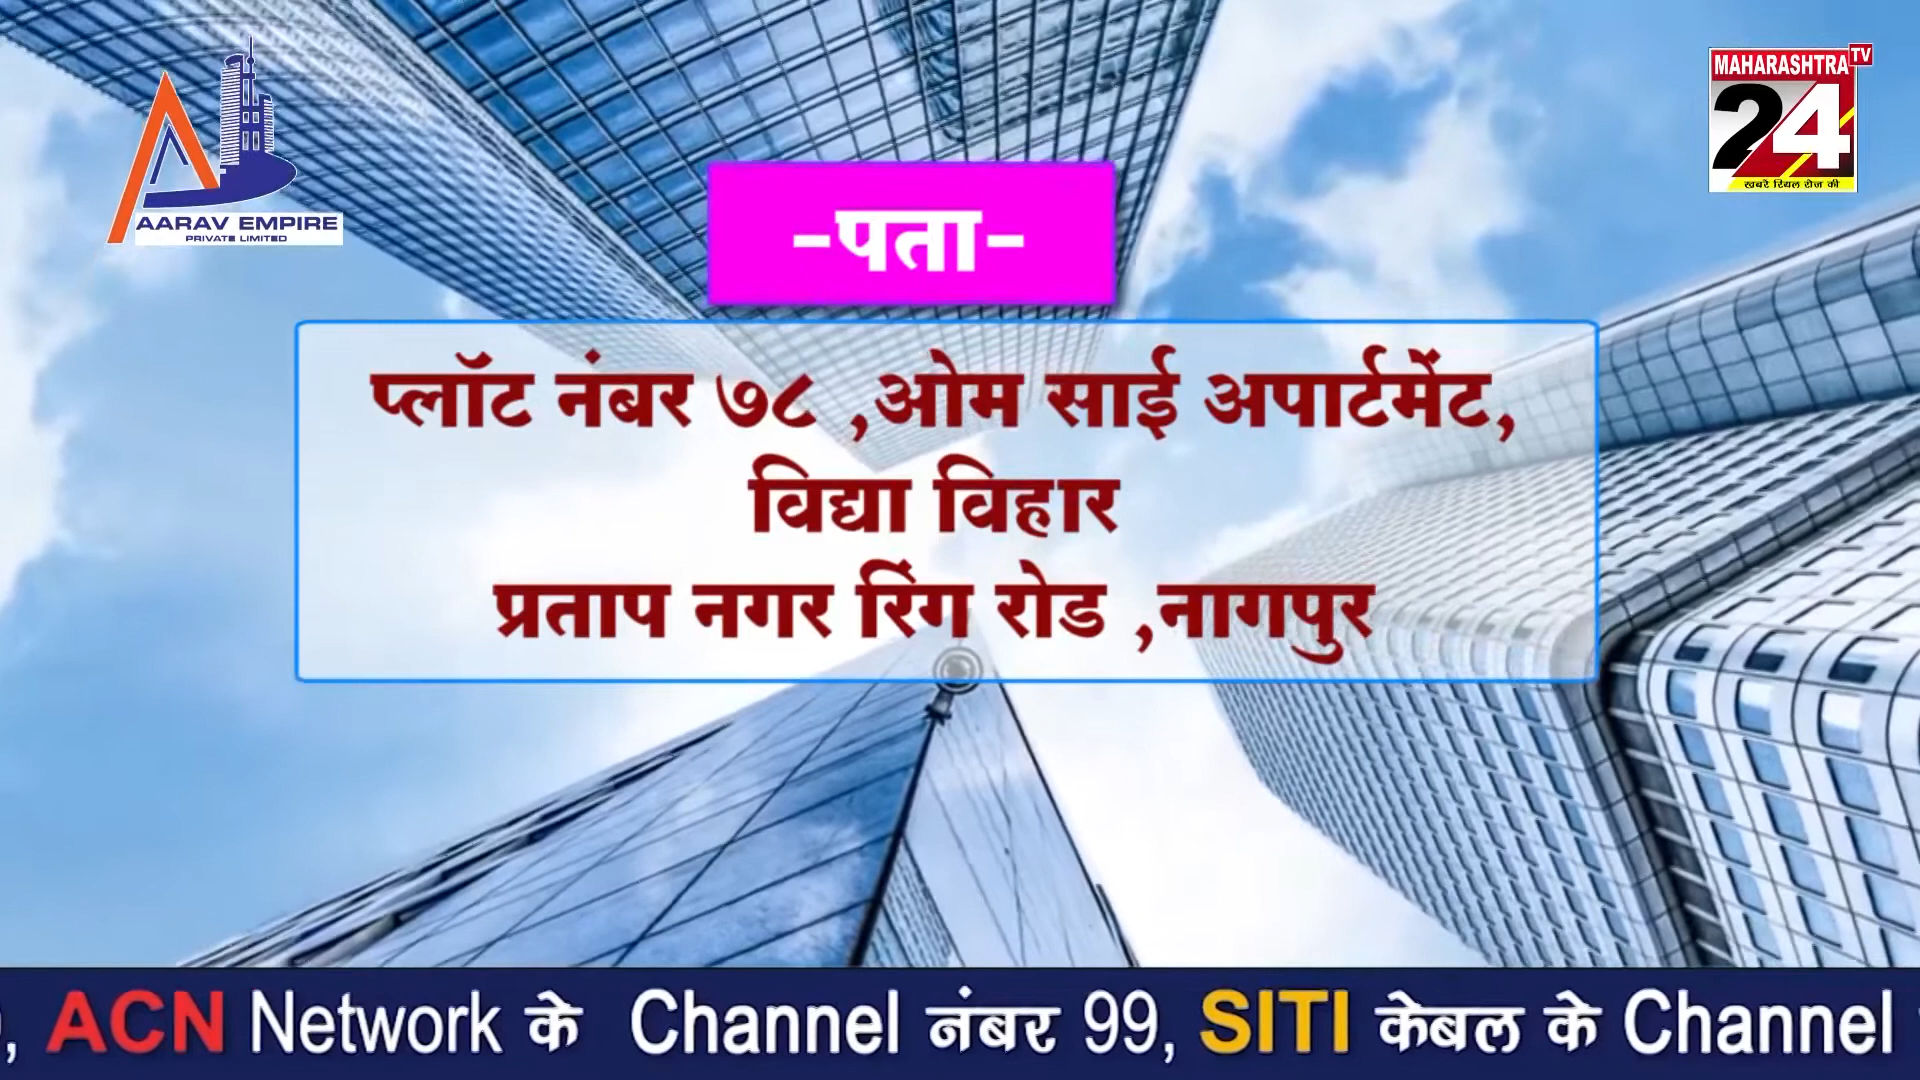 AARAV EMPIRE
PRIVATE LIMITED
MAHARASHTRA TV
24
खबरें रियल रोज की
-पता-
प्लॉट नंबर ७८ ,ओम साई अपार्टमेंट,
विद्या विहार
प्रताप नगर रिंग रोड ,नागपुर
, ACN Network के Channel नंबर 99, SITI केबल के Channel